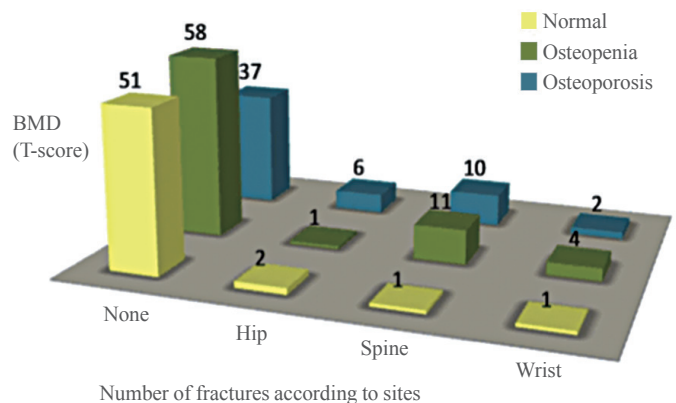 Normal
Osteopenia
Osteoporosis
58
51
37
BMD
(T-score)
6
10
2
11
1
4
2
1
1
None
Hip
Spine
Wrist
Number of fractures according to sites